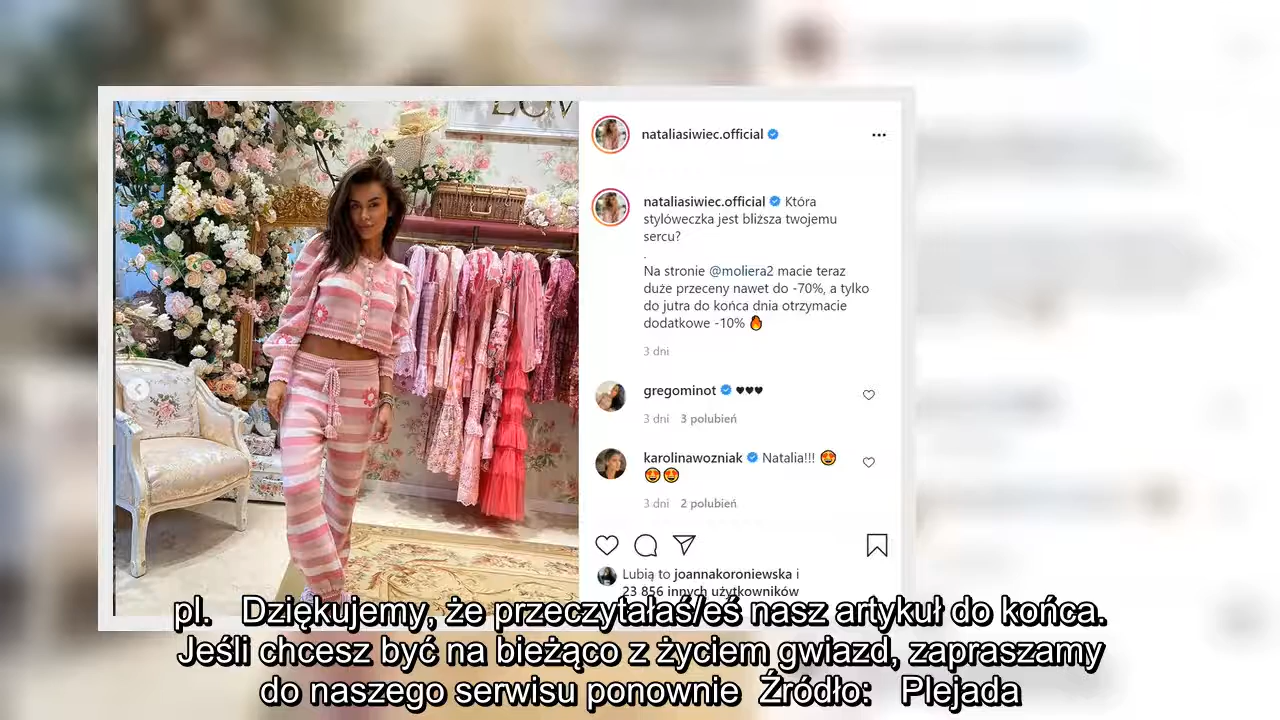 LOV
nataliasiwiec.official
nataliasiwiec.official Która
stylóweczka jest bliższa twojemu
sercu?
.
Na stronie @moliera2 macie teraz
duże przeceny nawet do -70%, a tylko
do jutra do końca dnia otrzymacie
dodatkowe -10% 🔥
3 dni
gregominot ♥♥♥
3 dni 3 polubień
karolinawozniak Natalia!!! 😍
😍😍
3 dni 2 polubień
Lubią to joannakoroniewska i
23 856 innych użytkowników
pl. Dziękujemy, że przeczytałaś/eś nasz artykuł do końca.
Jeśli chcesz być na bieżąco z życiem gwiazd, zapraszamy
do naszego serwisu ponownie Źródło: Plejada